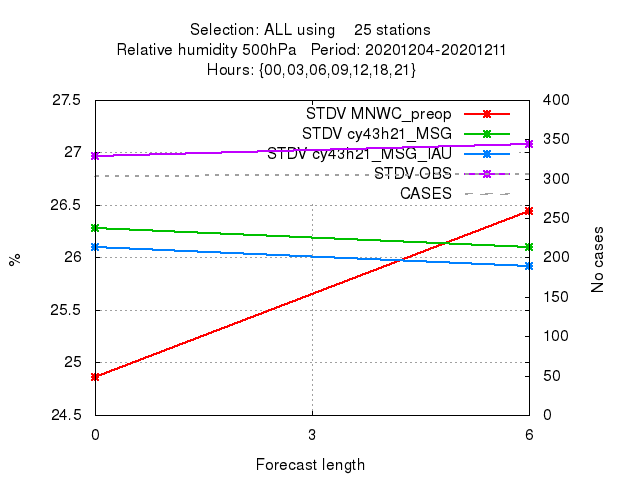 Selection: ALL using    25 stations
Relative humidity 500hPa   Period: 20201204-20201211
Hours: {00,03,06,09,12,18,21}
27.5
27
26.5
26
25.5
25
24.5
%
STDV MNWC_preop
STDV cy43h21_MSG
STDV cy43h21_MSG_IAU
STDV OBS
CASES
400
350
300
250
200
150
100
50
0
No cases
0
3
6
Forecast length